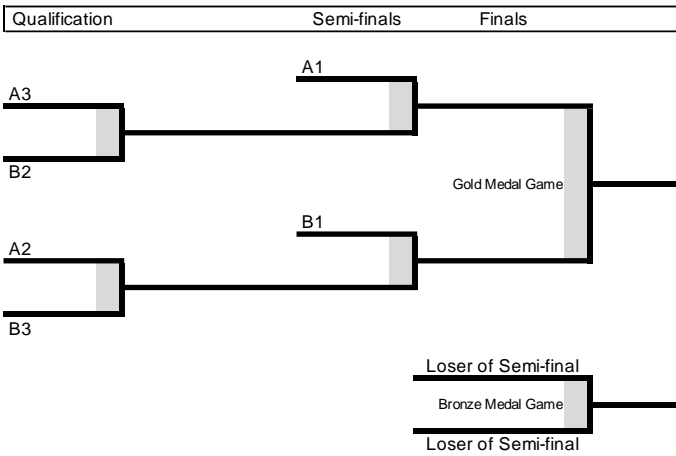 Qualification Semi-finals Finals
A1
A3
B2
Gold Medal Game
B1
A2
B3
Loser of Semi-final
Bronze Medal Game
Loser of Semi-final